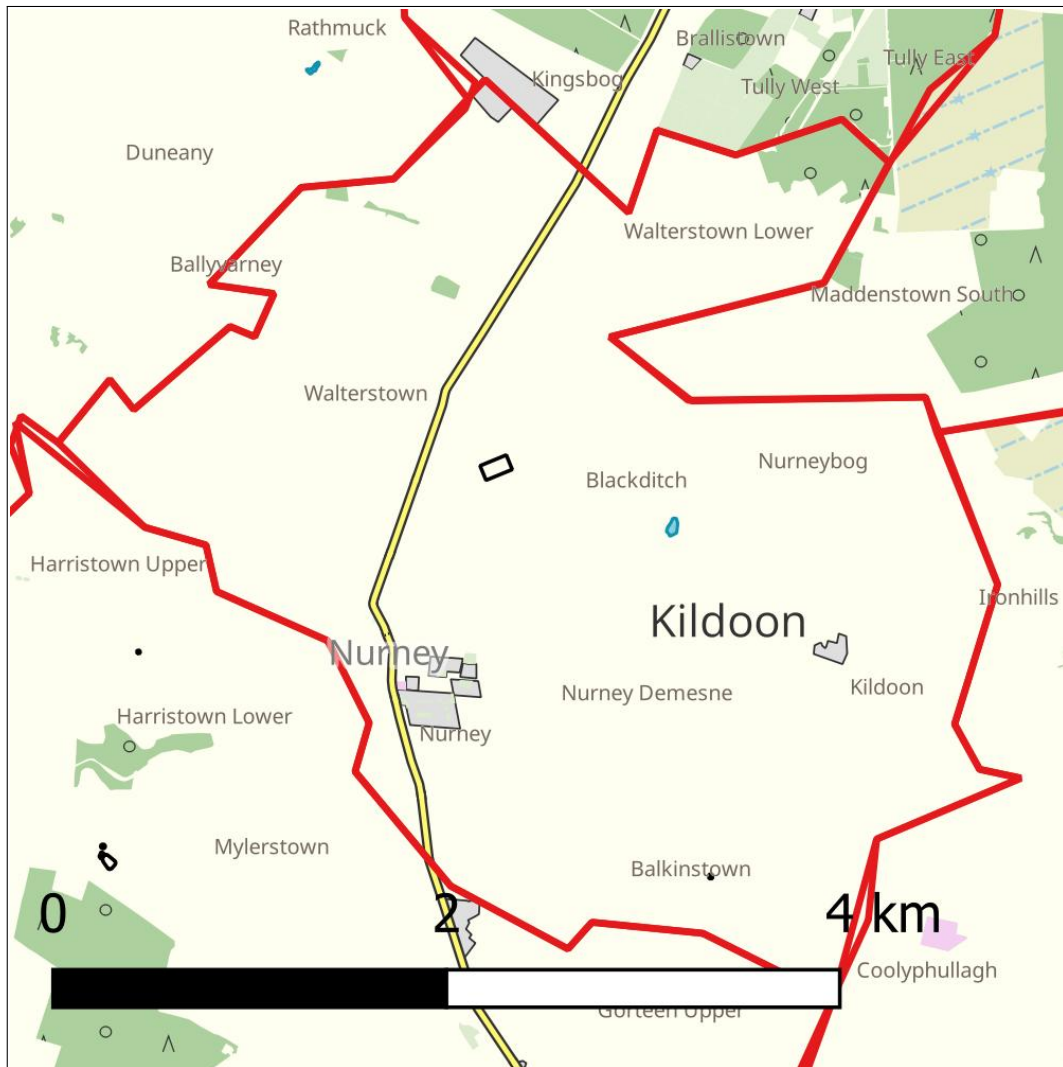 Rathmuck
Brallistown
Tully East
Kingsbog
Tully West
Duneany
Walterstown Lower
Ballyvarney
Maddenstown South
Walterstown
Nurneybog
Blackditch
Harristown Upper
Ironhills
Kildoon
Nurney
Kildoon
Nurney Demesne
Harristown Lower
Nurney
Mylerstown
Balkinstown
0
2
4 km
Coolyphullagh
Gorteen Upper